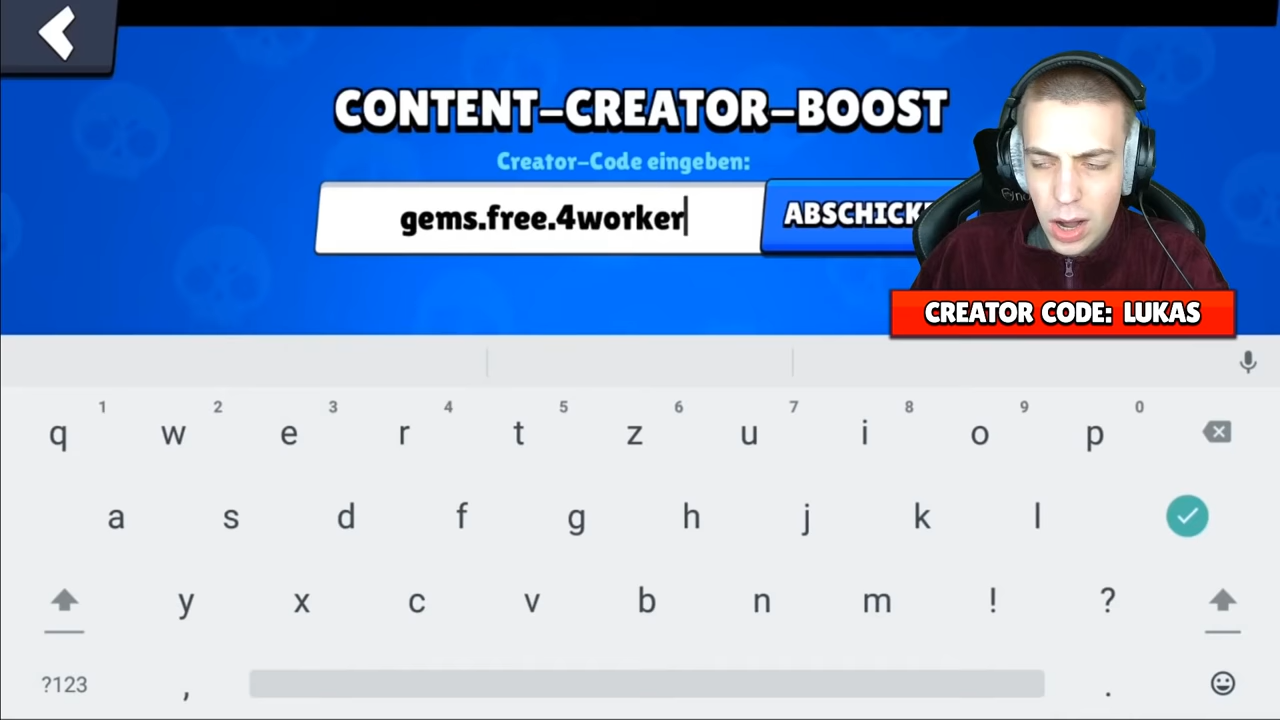 CONTENT-CREATOR-BOOST
Creator-Code eingeben:
gems.free.4worker
ABSCHICK
CREATOR CODE: LUKAS
1 2 3 4 5 6 7 8 9 0
q w e r t z u i o p
a s d f g h j k l
y x c v b n m ! ?
?123 , .